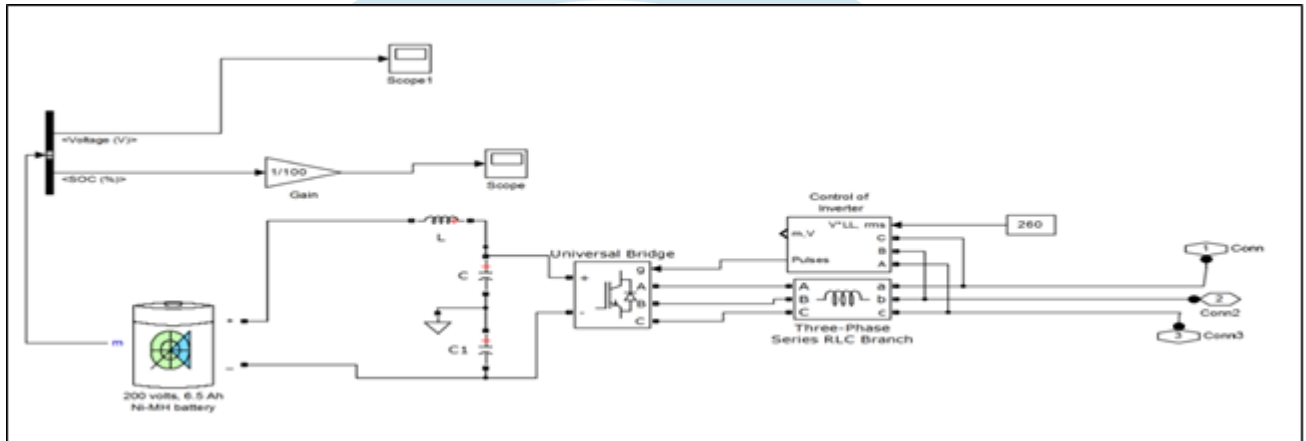 Scope1
<Voltage (V)>
<SOC (%)>
1/100
Gain
Scope
L
C
C1
m
+
−
200 volts, 6.5 Ah
Ni-MH battery
Universal Bridge
+
-
g
A
B
C
Control of
Inverter
m,V
Pulses
V*LL, rms
C
B
A
260
A
B
C
a
b
c
Three-Phase
Series RLC Branch
1
Conn
2
Conn2
3
Conn3